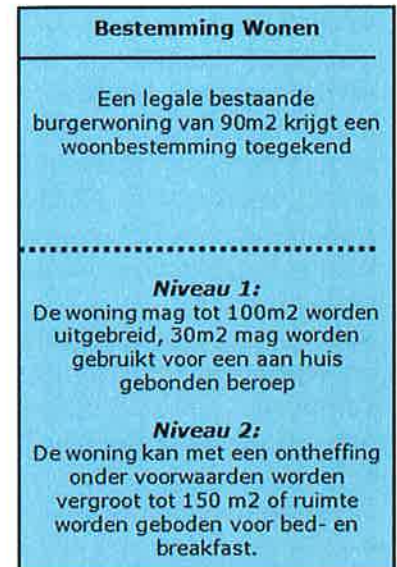 Bestemming Wonen
Een legale bestaande
burgerwoning van 90m2 krijgt een
woonbestemming toegekend
Niveau 1:
De woning mag tot 100m2 worden
uitgebreid, 30m2 mag worden
gebruikt voor een aan huis
gebonden beroep
Niveau 2:
De woning kan met een ontheffing
onder voorwaarden worden
vergroot tot 150 m2 of ruimte
worden geboden voor bed- en
breakfast.